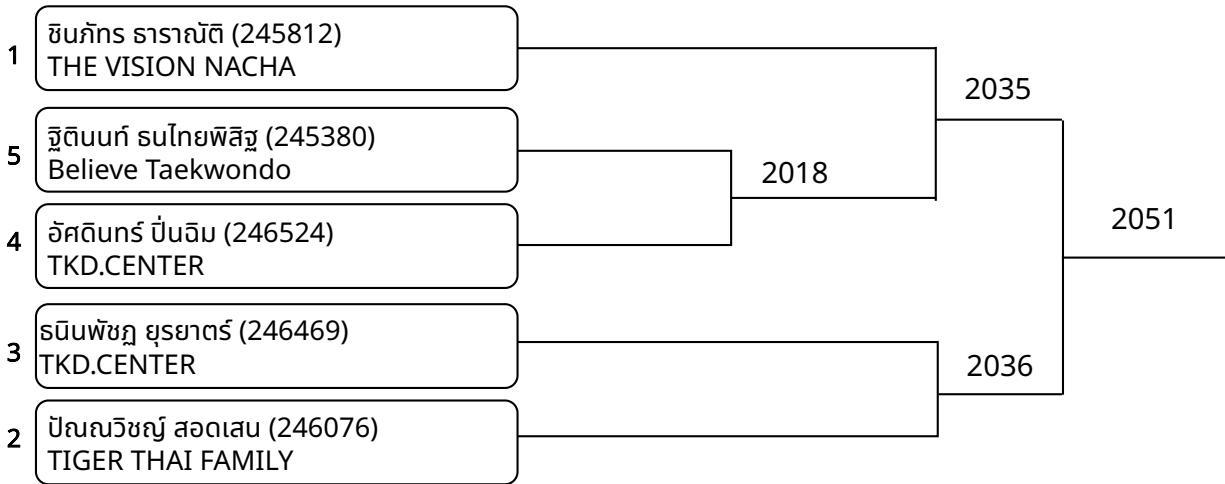 1
ชินภัทร ธาราณัติ (245812)
THE VISION NACHA
2035
5
ฐิตินนท์ ธนไทยพิสิฐ (245380)
Believe Taekwondo
2018
2051
4
อัศดินทร์ ปิ่นฉิม (246524)
TKD.CENTER
3
ธนินพัชฏ ยุรยาตร์ (246469)
TKD.CENTER
2036
2
ปัณณวิชญ์ สอดเสน (246076)
TIGER THAI FAMILY